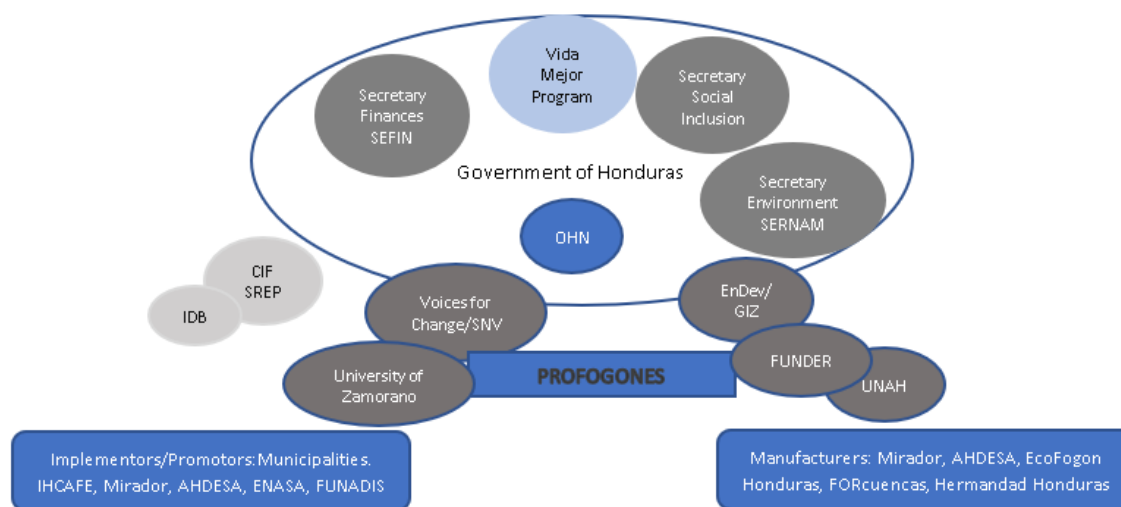 Vida
Mejor
Program
Secretary
Finances
SEFIN
Secretary
Social
Inclusion
Government of Honduras
Secretary
Environment
SERNAM
OHN
CIF
SREP
IDB
Voices for
Change/SNV
EnDev/
GIZ
University of
Zamorano
PROFOGONES
FUNDER
UNAH
Implementors/Promotors: Municipalities.
IHCAFE, Mirador, AHDESA, ENASA, FUNADIS
Manufacturers: Mirador, AHDESA, EcoFogon
Honduras, FORcuencas, Hermandad Honduras